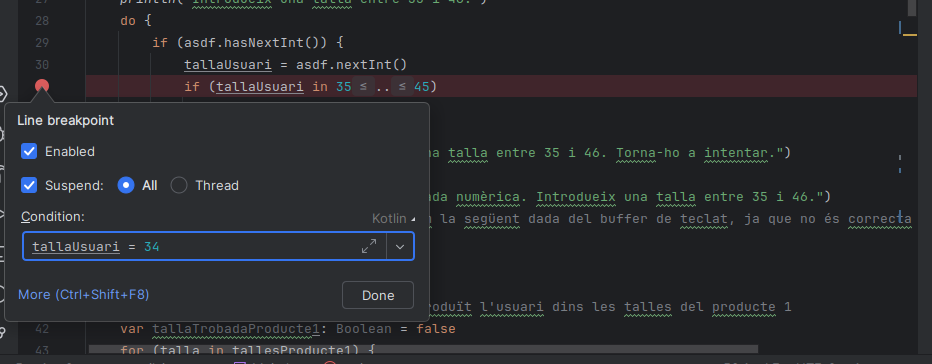 println("Introdueix una talla entre 35 i 46.")
28 do {
29 if (asdf.hasNextInt()) {
30 tallaUsuari = asdf.nextInt()
if (tallaUsuari in 35 ≤ .. ≤ 45)
Line breakpoint
Enabled
talla entre 35 i 46. Torna-ho a intentar.")
Suspend: All Thread
numèrica. Introdueix una talla entre 35 i 46.")
Condition: Kotlin
la següent dada del buffer de teclat, ja que no és correcta
tallaUsuari = 34
More (Ctrl+Shift+F8) Done
l'usuari dins les talles del producte 1
42 var tallaTrobadaProducte1: Boolean = false
43 for (talla in tallesProducte1) {